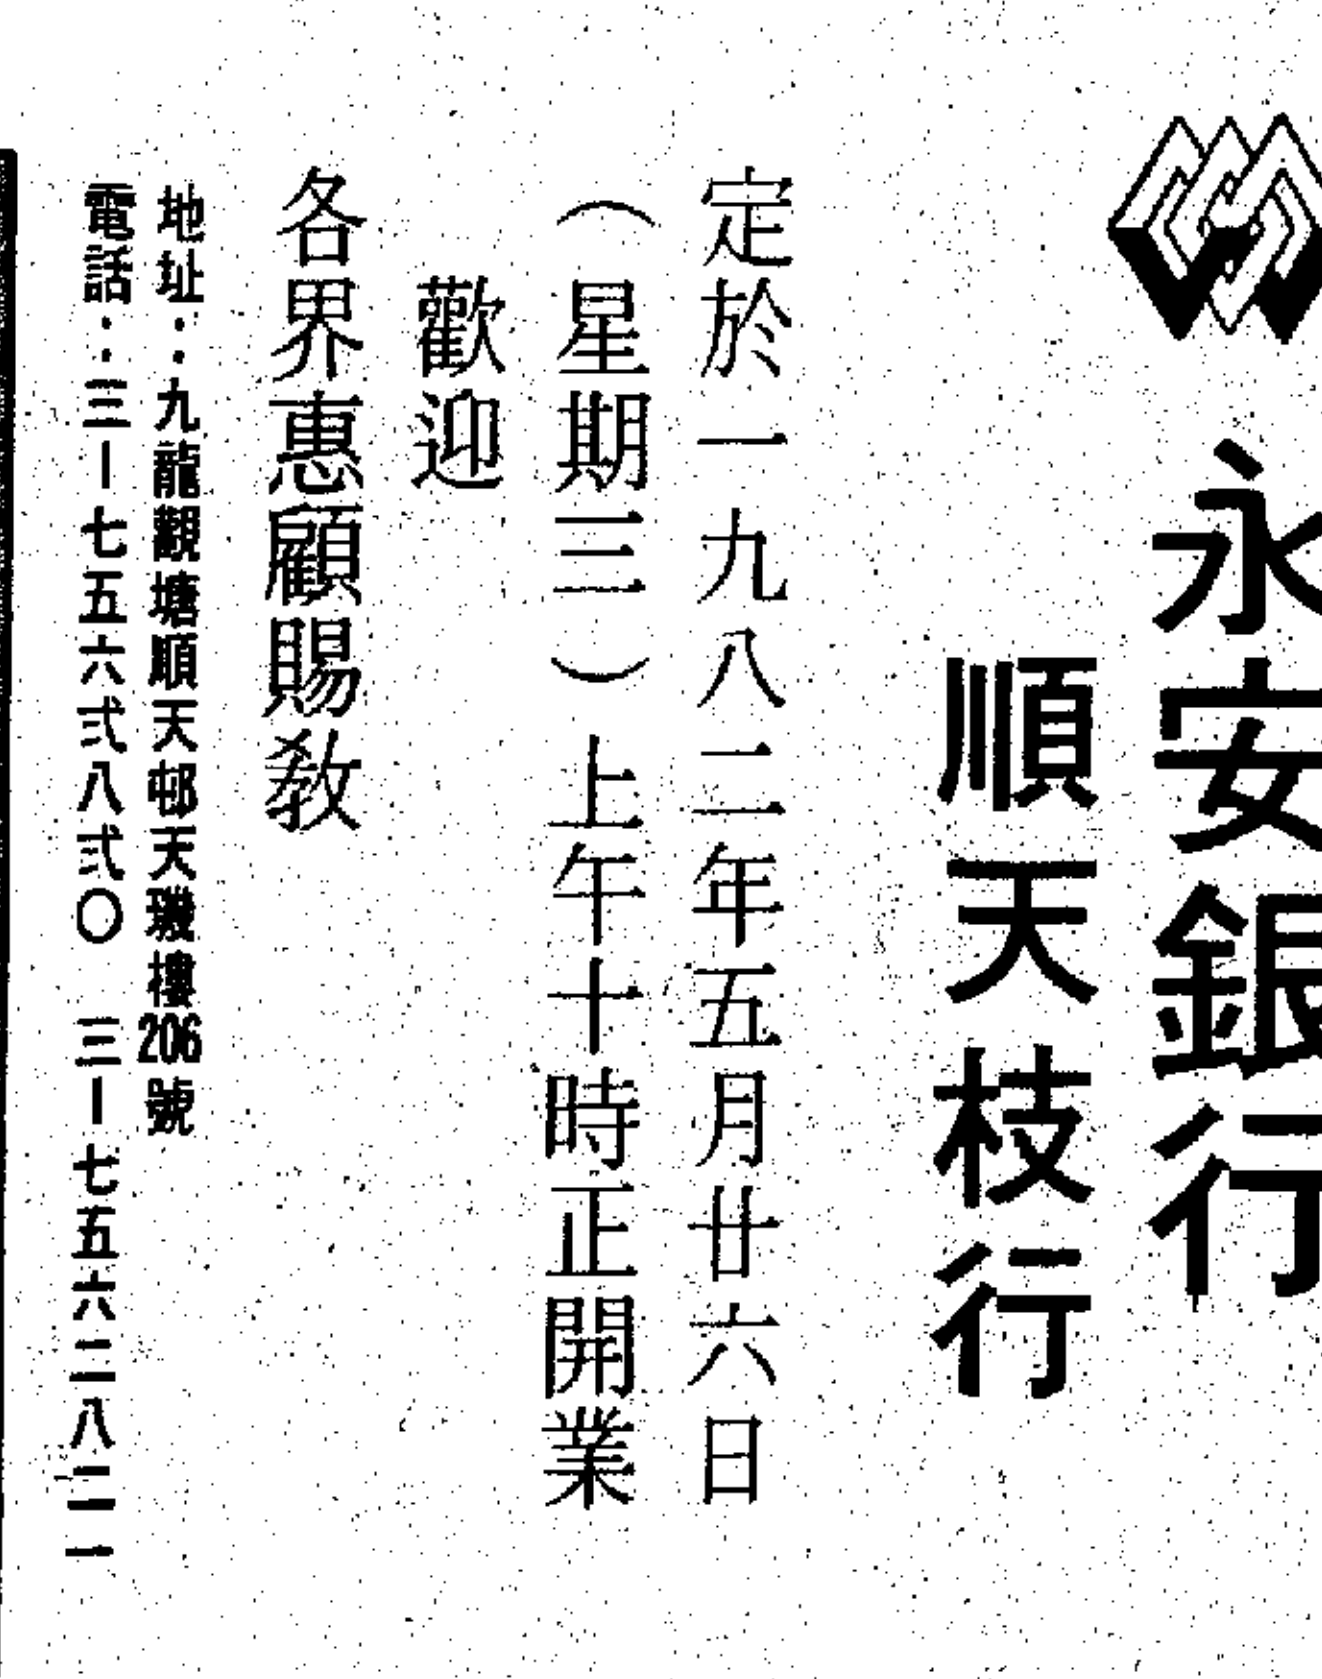 永安銀行
順天枝行
定於一九八二年五月廿六日
（星期三）上午十時正開業
歡迎
各界惠顧賜教
地址：九龍觀塘順天邨天璣樓206號
電話：三－七五六弍八弍〇　三－七五六二八二一